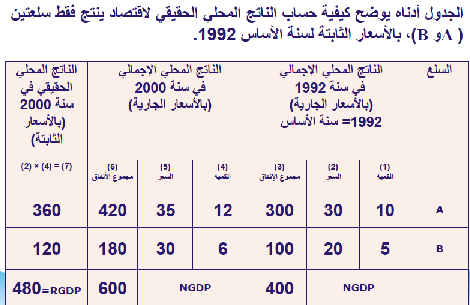 الجدول أدناه يوضح كيفية حساب الناتج المحلي الحقيقي لاقتصاد ينتج فقط سلعتين
( A و B)، بالأسعار الثابتة لسنة الأساس 1992.
السلع
الناتج المحلي الإجمالي
في سنة 1992
(بالأسعار الجارية)
1992= سنة الأساس
الناتج المحلي الاجمالي
في سنة 2000
(بالأسعار الجارية)
الناتج المحلي
الحقيقي في
سنة 2000
(بالأسعار
الثابتة)
(1)
الكمية
(2)
السعر
(3)
مجموع الإنفاق
(4)
الكمية
(5)
السعر
(6)
مجموع الأنفاق
(7) = (4) × (2)
A 10 30 300 12 35 420 360
B 5 20 100 6 30 180 120
NGDP 400 NGDP 600 480=RGDP